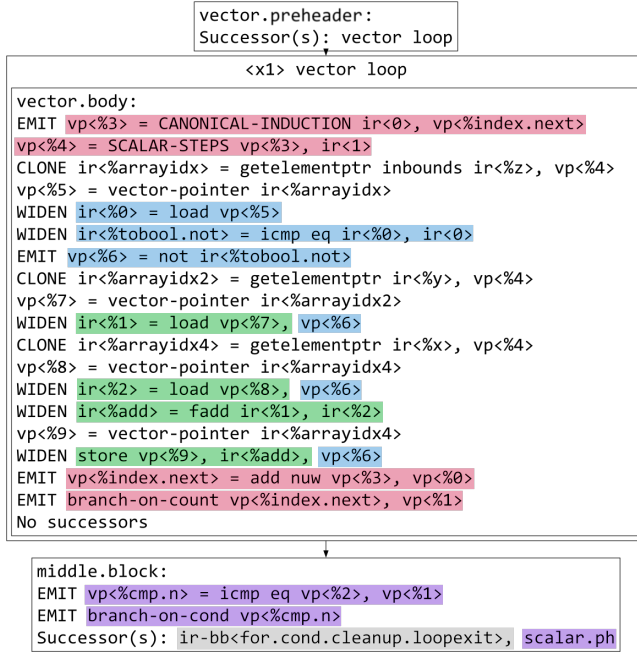 vector.preheader:
Successor(s): vector loop
<x1> vector loop
vector.body:
EMIT vp<%3> = CANONICAL-INDUCTION ir<0>, vp<%index.next>
vp<%4> = SCALAR-STEPS vp<%3>, ir<1>
CLONE ir<%arrayidx> = getelementptr inbounds ir<%z>, vp<%4>
vp<%5> = vector-pointer ir<%arrayidx>
WIDEN ir<%0> = load vp<%5>
WIDEN ir<%tobool.not> = icmp eq ir<%0>, ir<0>
EMIT vp<%6> = not ir<%tobool.not>
CLONE ir<%arrayidx2> = getelementptr ir<%y>, vp<%4>
vp<%7> = vector-pointer ir<%arrayidx2>
WIDEN ir<%1> = load vp<%7>, vp<%6>
CLONE ir<%arrayidx4> = getelementptr ir<%x>, vp<%4>
vp<%8> = vector-pointer ir<%arrayidx4>
WIDEN ir<%2> = load vp<%8>, vp<%6>
WIDEN ir<%add> = fadd ir<%1>, ir<%2>
vp<%9> = vector-pointer ir<%arrayidx4>
WIDEN store vp<%9>, ir<%add>, vp<%6>
EMIT vp<%index.next> = add nuw vp<%3>, vp<%0>
EMIT branch-on-count vp<%index.next>, vp<%1>
No successors
middle.block:
EMIT vp<%cmp.n> = icmp eq vp<%2>, vp<%1>
EMIT branch-on-cond vp<%cmp.n>
Successor(s): ir-bb<for.cond.cleanup.loopexit>, scalar.ph